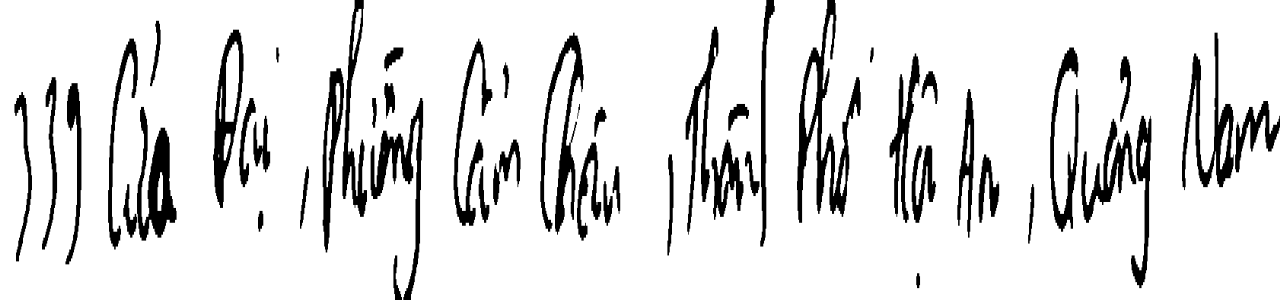 339 Cửa Đại, Phường Cẩm Châu, Thành Phố Hội An, Quảng Nam